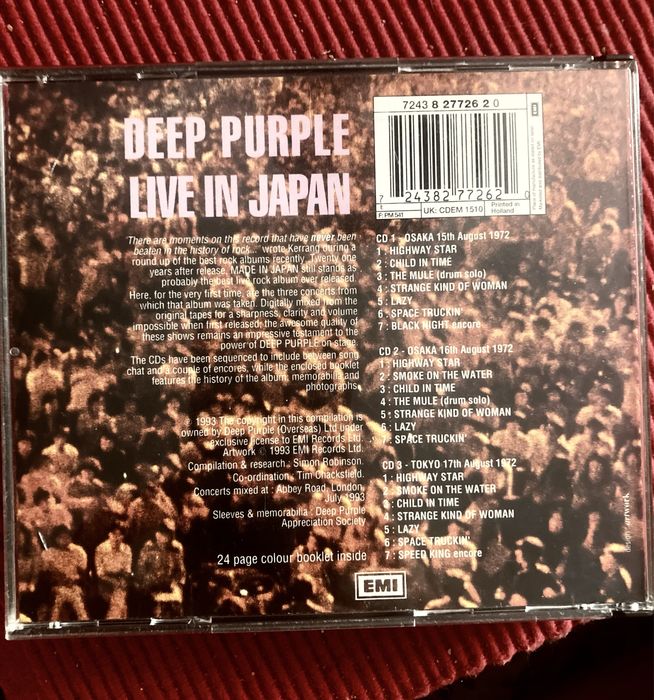 DEEP PURPLE
LIVE IN JAPAN
There are moments on this record that have never been
beaten in the history of rock..." wrote Kerrang during a
round up of the best rock albums recently. Twenty one
years after release, MADE IN JAPAN still stands as
probably the best live rock album ever released.
Here, for the very first time, are the three concerts from
which that album was taken. Digitally mixed from the
original tapes for a sharpness, clarity and volume
impossible when first released, the awesome quality of
these shows remains an impressive testament to the
power of DEEP PURPLE on stage.
The CDs have been sequenced to include between song
chat and a couple of encores, while the enclosed booklet
features the history of the album, memorabilia and
photographs.
℗ 1993 The copyright in this compilation is
owned by Deep Purple (Overseas) Ltd under
exclusive license to EMI Records Ltd.
Artwork © 1993 EMI Records Ltd.
Compilation & research : Simon Robinson.
Co-ordination : Tim Chacksfield.
Concerts mixed at : Abbey Road, London,
July 1993
Sleeves & memorabilia : Deep Purple
Appreciation Society
24 page colour booklet inside
7243 8 27726 2 0
EMI
7 24382 77262 0
F: PM 541
UK: CDEM 1510
Printed in
Holland
CD 1 - OSAKA 15th August 1972
1 : HIGHWAY STAR
2 : CHILD IN TIME
3 : THE MULE (drum solo)
4 : STRANGE KIND OF WOMAN
5 : LAZY
6 : SPACE TRUCKIN'
7 : BLACK NIGHT encore
CD 2 - OSAKA 16th August 1972
1 : HIGHWAY STAR
2 : SMOKE ON THE WATER
3 : CHILD IN TIME
4 : THE MULE (drum solo)
5 : STRANGE KIND OF WOMAN
6 : LAZY
7 : SPACE TRUCKIN'
CD 3 - TOKYO 17th August 1972
1 : HIGHWAY STAR
2 : SMOKE ON THE WATER
3 : CHILD IN TIME
4 : STRANGE KIND OF WOMAN
5 : LAZY
6 : SPACE TRUCKIN'
7 : SPEED KING encore
artwork
EMI